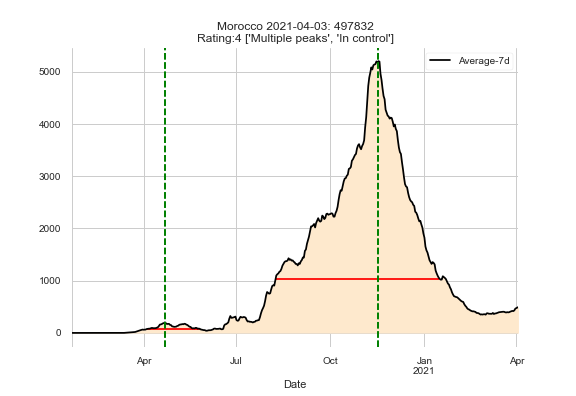 Morocco 2021-04-03: 497832
Rating:4 ['Multiple peaks', 'In control']
Average-7d
5000
4000
3000
2000
1000
0
Apr
Jul
Oct
Jan
2021
Apr
Date